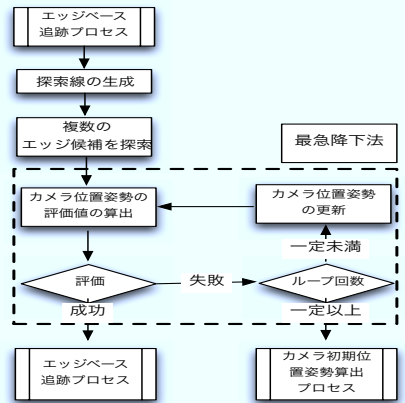 エッジベース
追跡プロセス
探索線の生成
複数の
エッジ候補を探索
最急降下法
カメラ位置姿勢の
評価値の算出
カメラ位置姿勢
の更新
一定未満
評価
失敗
ループ回数
成功
一定以上
エッジベース
追跡プロセス
カメラ初期位
置姿勢算出
プロセス